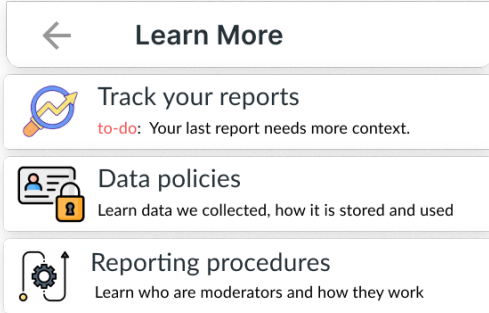 Learn More
Track your reports
to-do: Your last report needs more context.
Data policies
Learn data we collected, how it is stored and used
Reporting procedures
Learn who are moderators and how they work